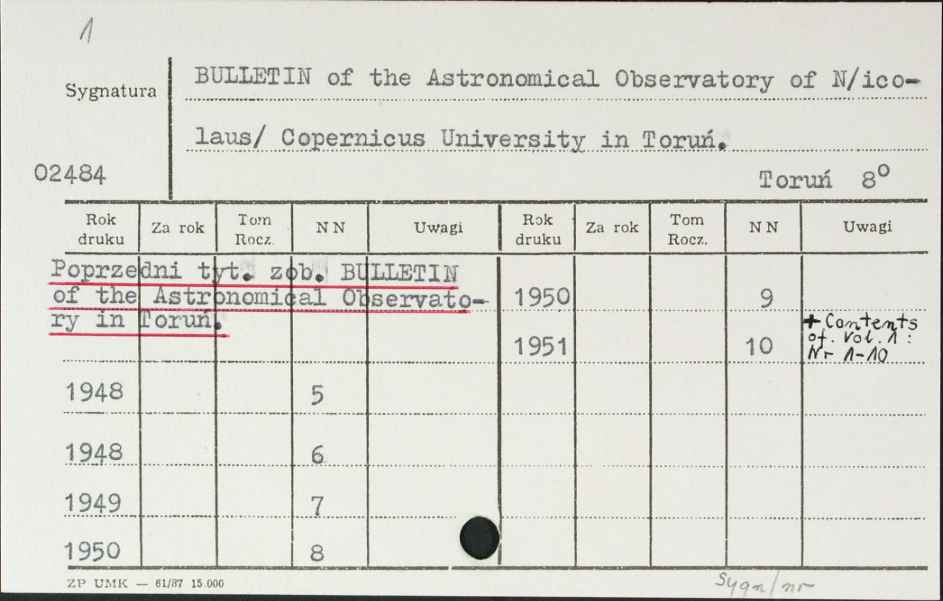 1
Sygnatura
BULLETIN of the Astronomical Observatory of N/ico-
laus/ Copernicus University in Toruń.
02484
Toruń 8º
Rok druku Za rok Tom Rocz. NN Uwagi Rok druku Za rok Tom Rocz. NN Uwagi
Poprzedni tyt. zob. BULLETIN
of the Astronomical Observato-
ry in Toruń.
1948 5
1948 6
1949 7
1950 8
1950 9
1951 10 + Contents
of. Vol. 1 :
Nr 1-10
ZP UMK — 61/87 15.000
Sygn/nr